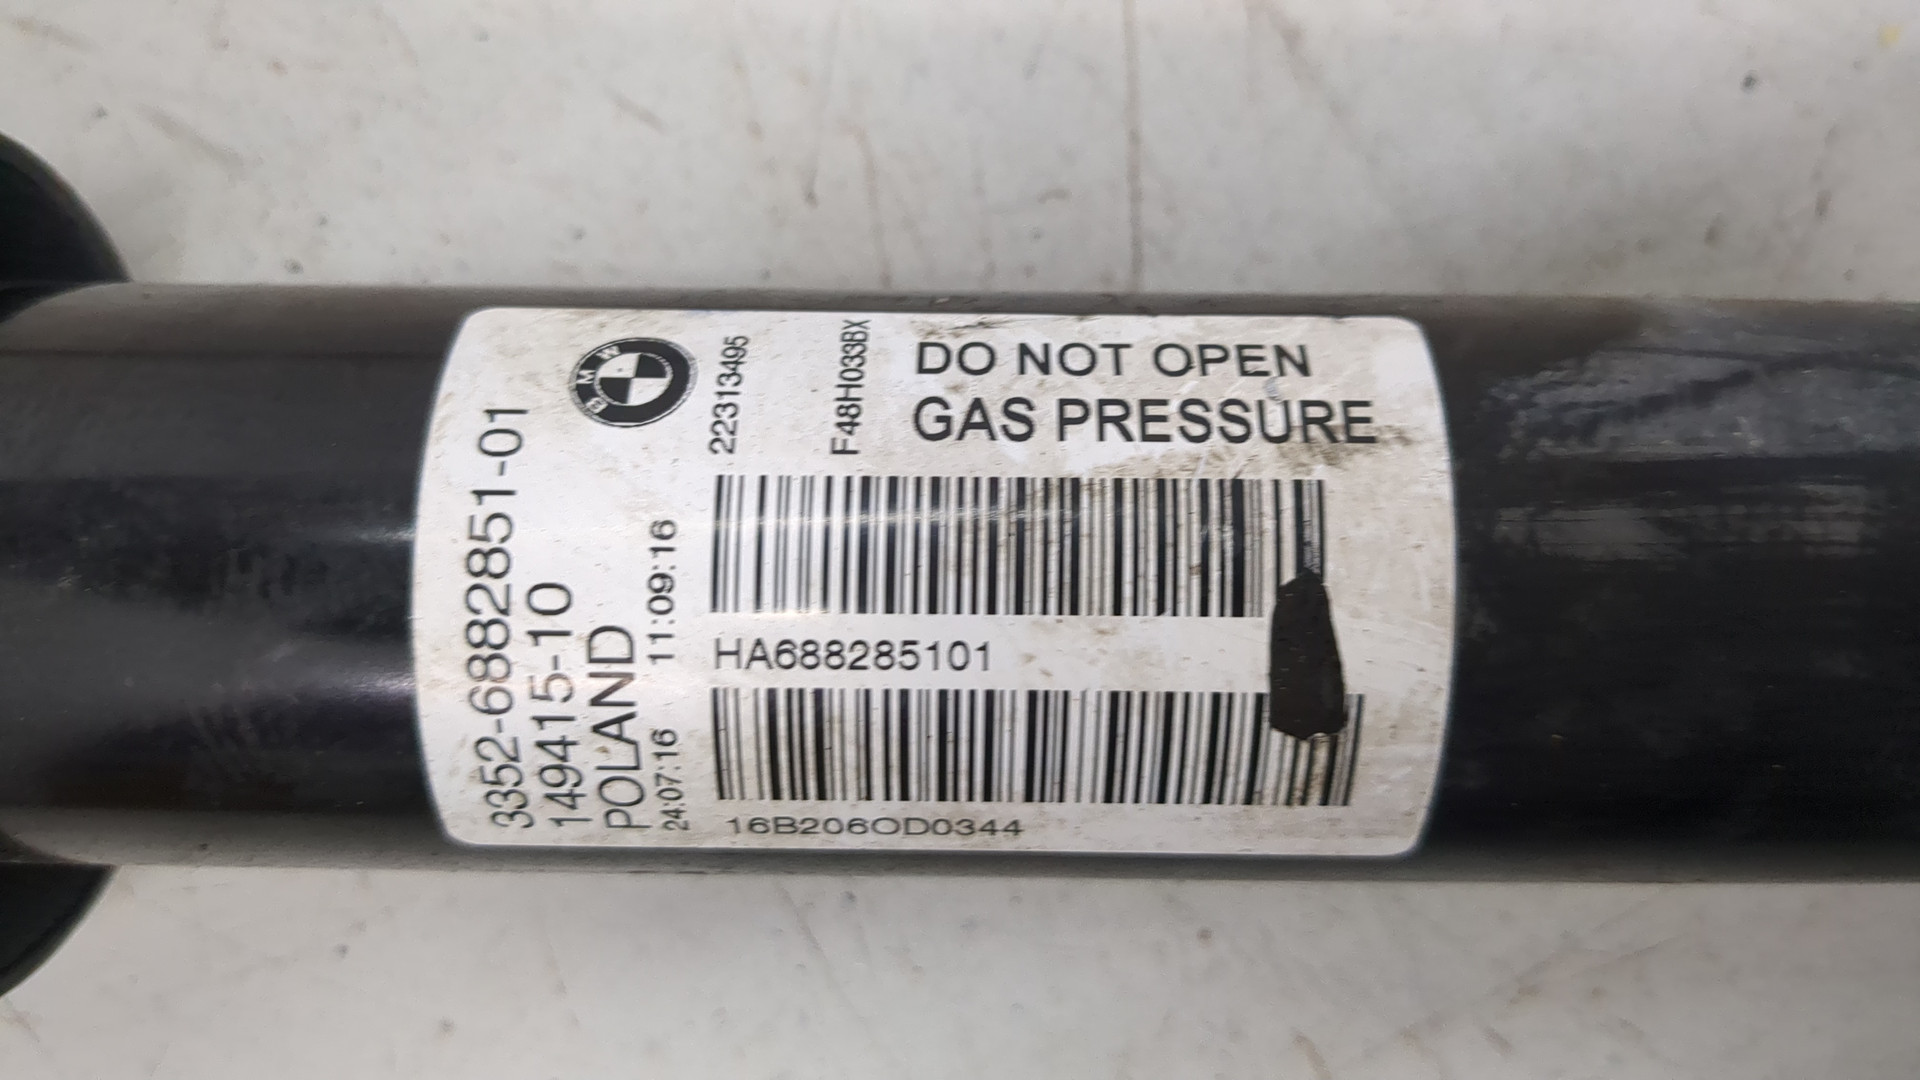 3352-6882851-01
149415-10
POLAND
24:07:16 11:09:16
BMW
22313495
F48H033BX
DO NOT OPEN
GAS PRESSURE
HA688285101
16B206OD0344